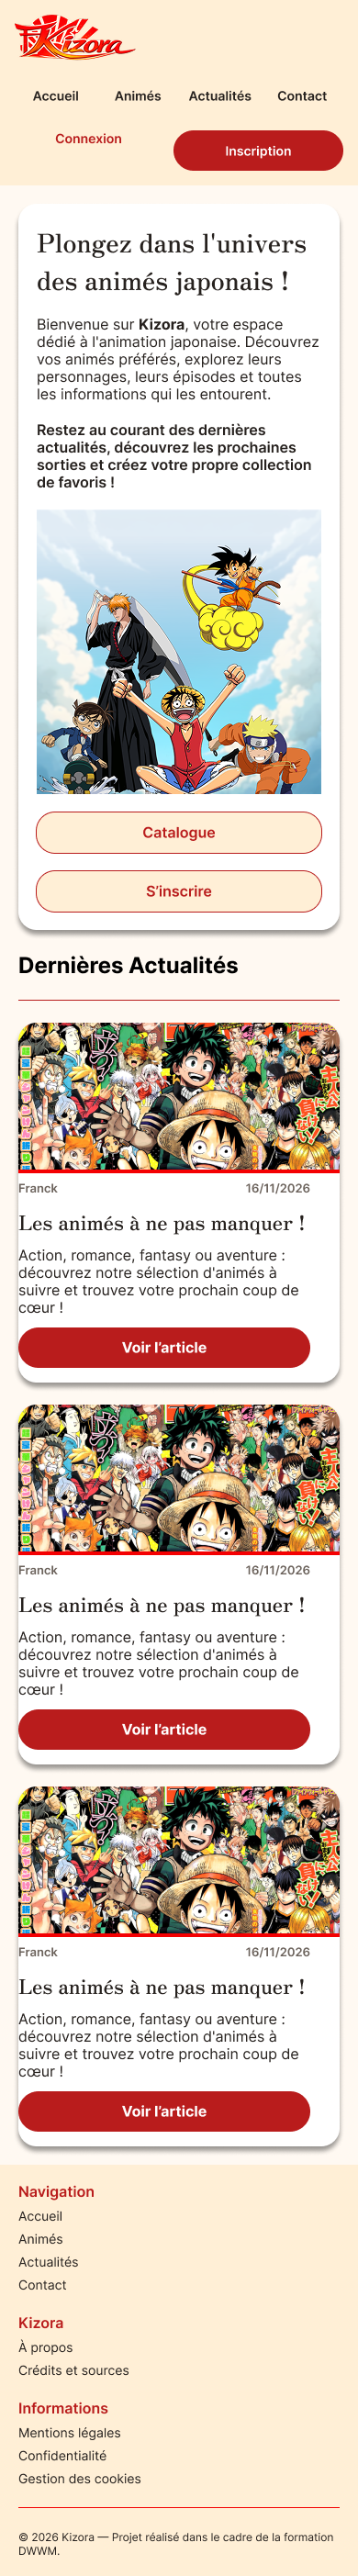 Kizora
Accueil Animés Actualités Contact
Connexion Inscription
Plongez dans l'univers
des animés japonais !
Bienvenue sur Kizora, votre espace
dédié à l'animation japonaise. Découvrez
vos animés préférés, explorez leurs
personnages, leurs épisodes et toutes
les informations qui les entourent.
Restez au courant des dernières
actualités, découvrez les prochaines
sorties et créez votre propre collection
de favoris !
Catalogue
S’inscrire
Dernières Actualités
Franck 16/11/2026
Les animés à ne pas manquer !
Action, romance, fantasy ou aventure :
découvrez notre sélection d'animés à
suivre et trouvez votre prochain coup de
cœur !
Voir l’article
Franck 16/11/2026
Les animés à ne pas manquer !
Action, romance, fantasy ou aventure :
découvrez notre sélection d'animés à
suivre et trouvez votre prochain coup de
cœur !
Voir l’article
Franck 16/11/2026
Les animés à ne pas manquer !
Action, romance, fantasy ou aventure :
découvrez notre sélection d'animés à
suivre et trouvez votre prochain coup de
cœur !
Voir l’article
Navigation
Accueil
Animés
Actualités
Contact
Kizora
À propos
Crédits et sources
Informations
Mentions légales
Confidentialité
Gestion des cookies
© 2026 Kizora — Projet réalisé dans le cadre de la formation
DWWM.